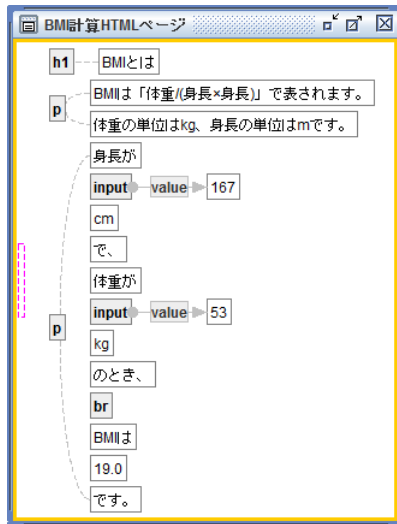 BMI計算HTMLページ
h1 BMIとは
p
BMIは「体重/(身長×身長)」で表されます。
体重の単位はkg、身長の単位はmです。
身長が
input value 167
cm
で、
体重が
input value 53
p
kg
のとき、
br
BMIは
19.0
です。